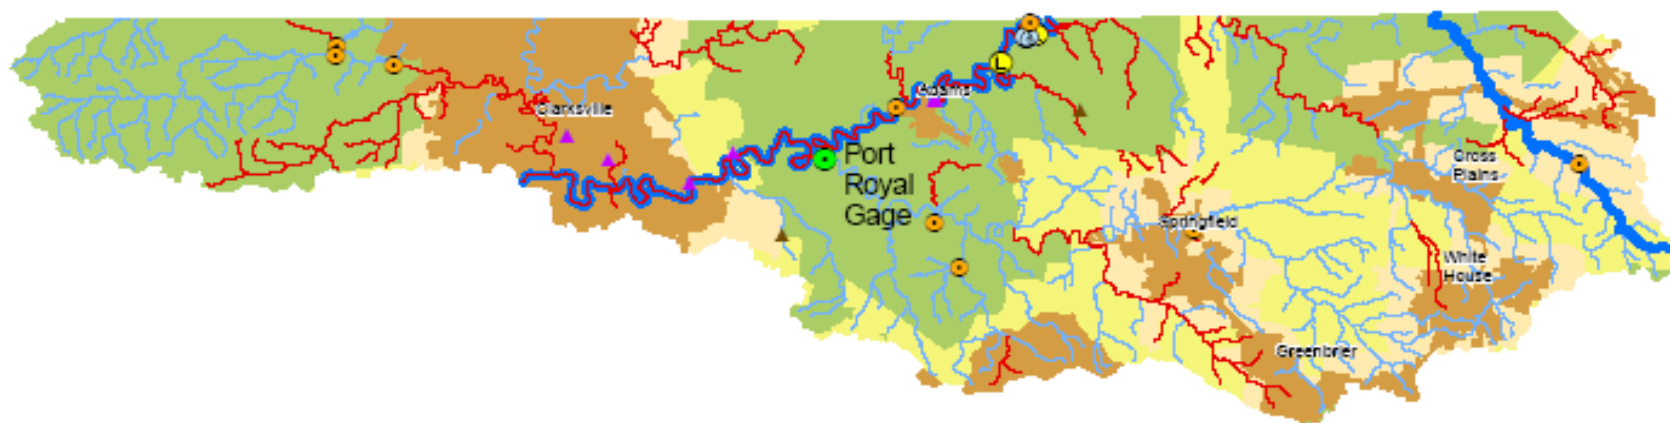 Clarksville
Adams
L
Port
Royal
Gage
Cross
Plains
Springfield
White
House
Greenbrier